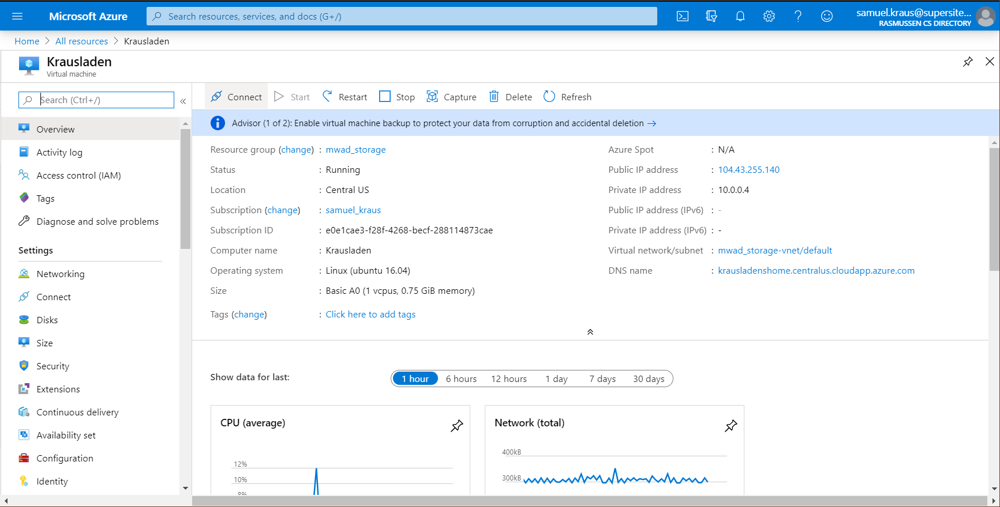 Microsoft Azure
Search resources, services, and docs (G+/)
samuel.kraus@supersite...
RASMUSSEN CS DIRECTORY
Home > All resources > Krausladen
Krausladen
Virtual machine
Search (Ctrl+/)
Overview
Activity log
Access control (IAM)
Tags
Diagnose and solve problems
Settings
Networking
Connect
Disks
Size
Security
Extensions
Continuous delivery
Availability set
Configuration
Identity
Connect Start Restart Stop Capture Delete Refresh
Advisor (1 of 2): Enable virtual machine backup to protect your data from corruption and accidental deletion →
Resource group (change) : mwad_storage
Status : Running
Location : Central US
Subscription (change) : samuel_kraus
Subscription ID : e0e1cae3-f28f-4268-becf-288114873cae
Computer name : Krausladen
Operating system : Linux (ubuntu 16.04)
Size : Basic A0 (1 vcpus, 0.75 GiB memory)
Tags (change) : Click here to add tags
Azure Spot : N/A
Public IP address : 104.43.255.140
Private IP address : 10.0.0.4
Public IP address (IPv6) : -
Private IP address (IPv6) : -
Virtual network/subnet : mwad_storage-vnet/default
DNS name : krausladenshome.centralus.cloudapp.azure.com
Show data for last:
1 hour 6 hours 12 hours 1 day 7 days 30 days
CPU (average)
12%
10%
8%
Network (total)
400kB
300kB